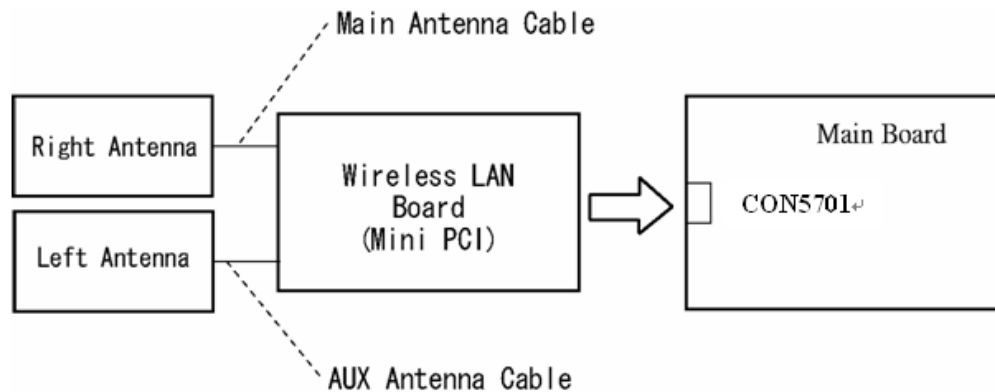 Main Antenna Cable
Right Antenna
Left Antenna
Wireless LAN
Board
(Mini PCI)
Main Board
CON5701↵
AUX Antenna Cable